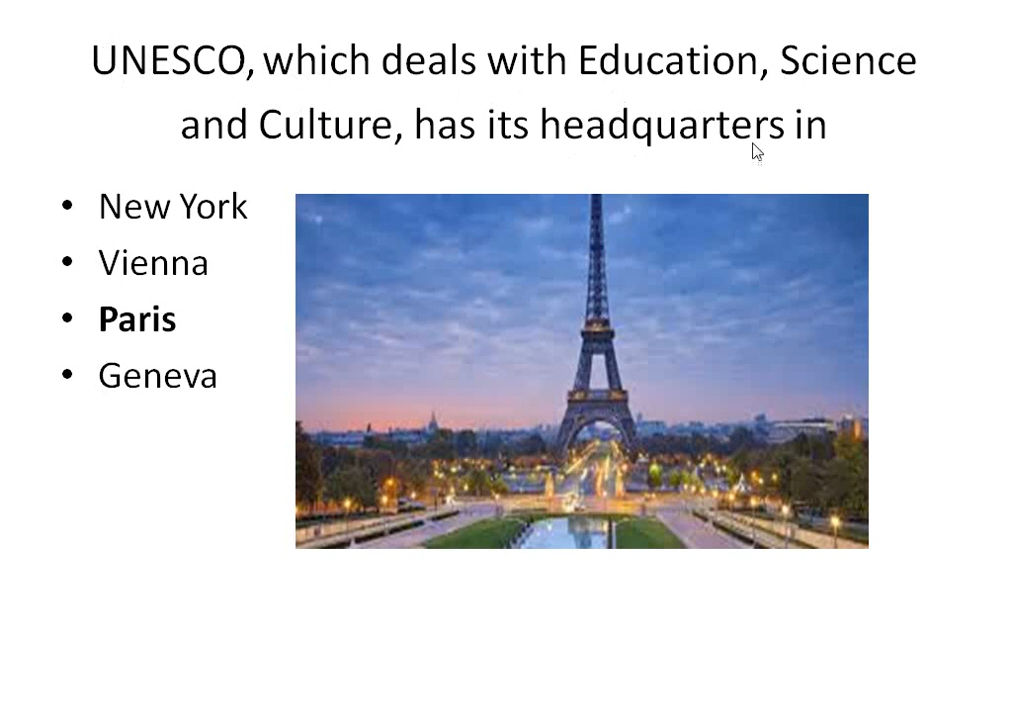 UNESCO, which deals with Education, Science
and Culture, has its headquarters in
• New York
• Vienna
• Paris
• Geneva